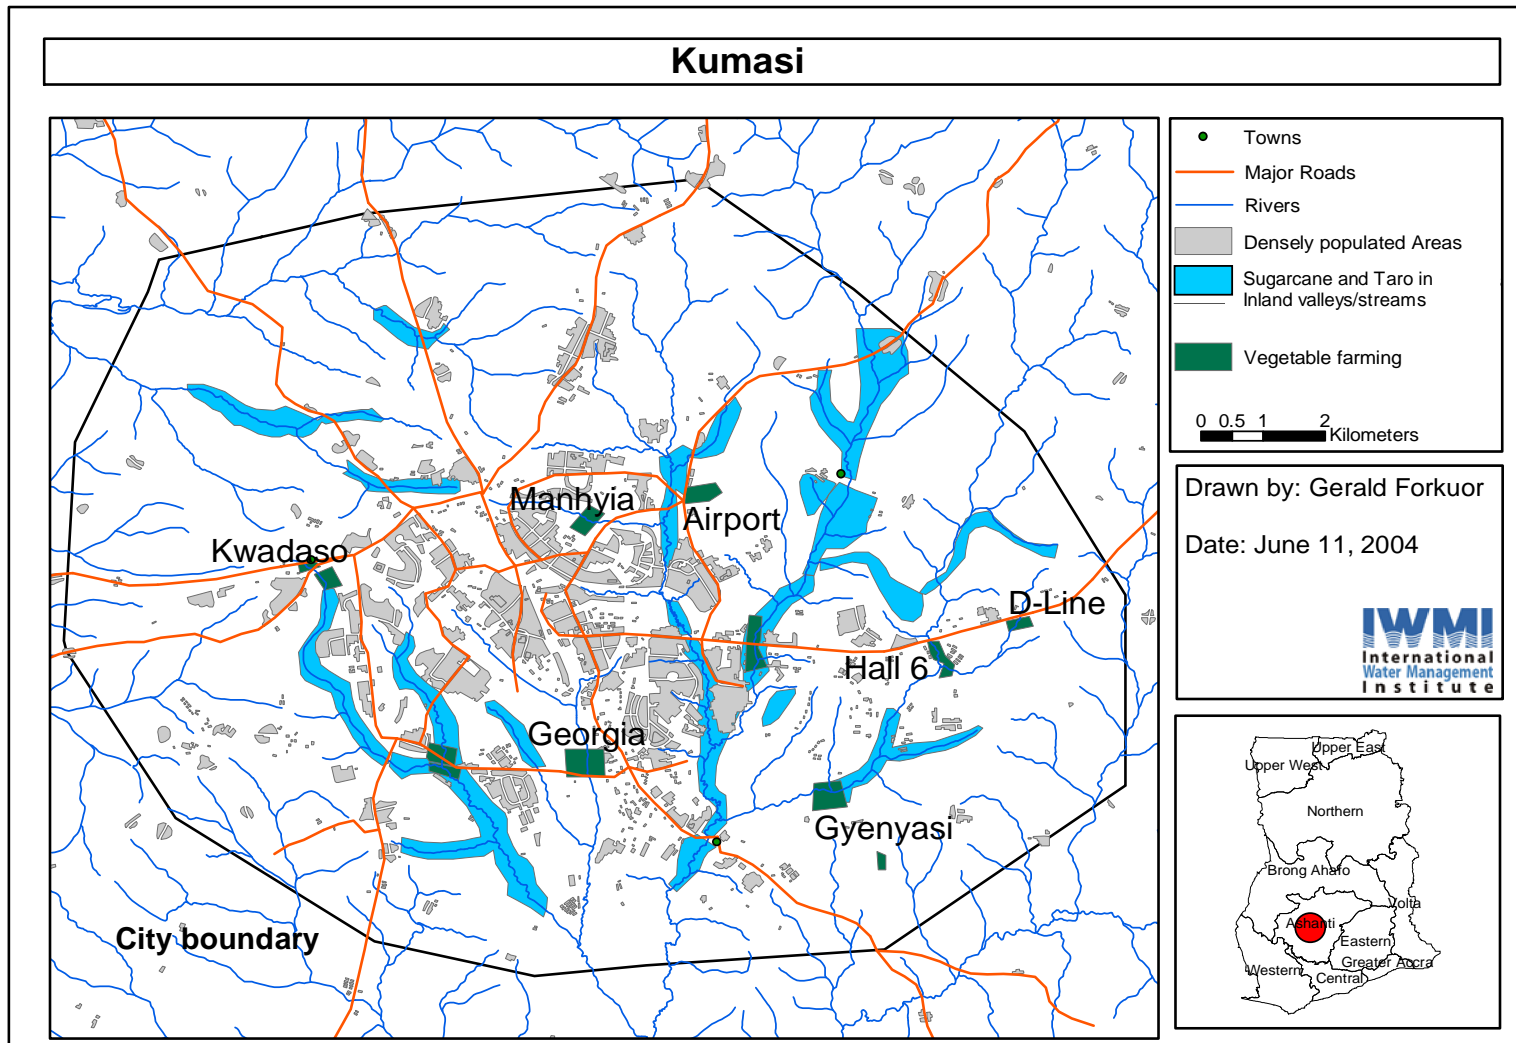 Kumasi
Manhyia
Airport
Kwadaso
D-Line
Hall 6
Georgia
Gyenyasi
City boundary
Towns
Major Roads
Rivers
Densely populated Areas
Sugarcane and Taro in
Inland valleys/streams
Vegetable farming
0 0.5 1 2
Kilometers
Drawn by: Gerald Forkuor
Date: June 11, 2004
IWMI
International
Water Management
Institute
Upper East
Upper West
Northern
Brong Ahafo
Volta
Ashanti
Eastern
Greater Accra
Western
Central